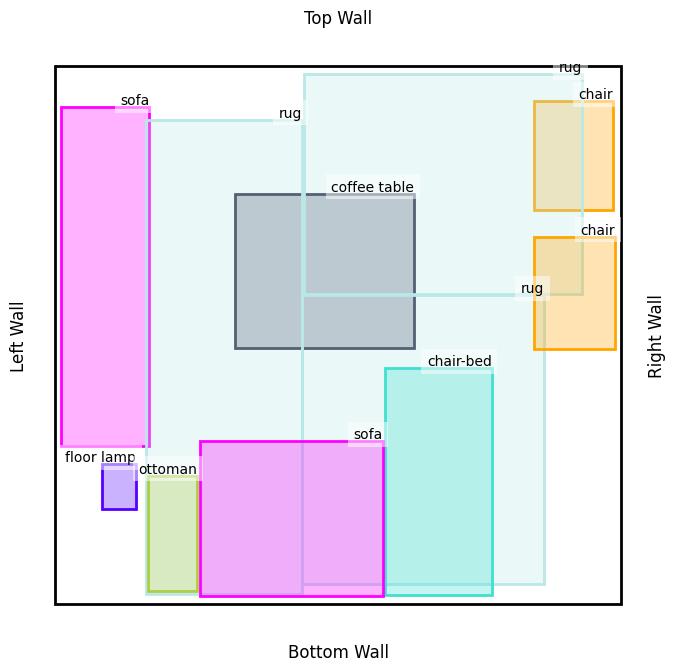 Top Wall
rug
chair
sofa
rug
coffee table
chair
rug
Left Wall
Right Wall
chair-bed
sofa
floor lamp
ottoman
Bottom Wall